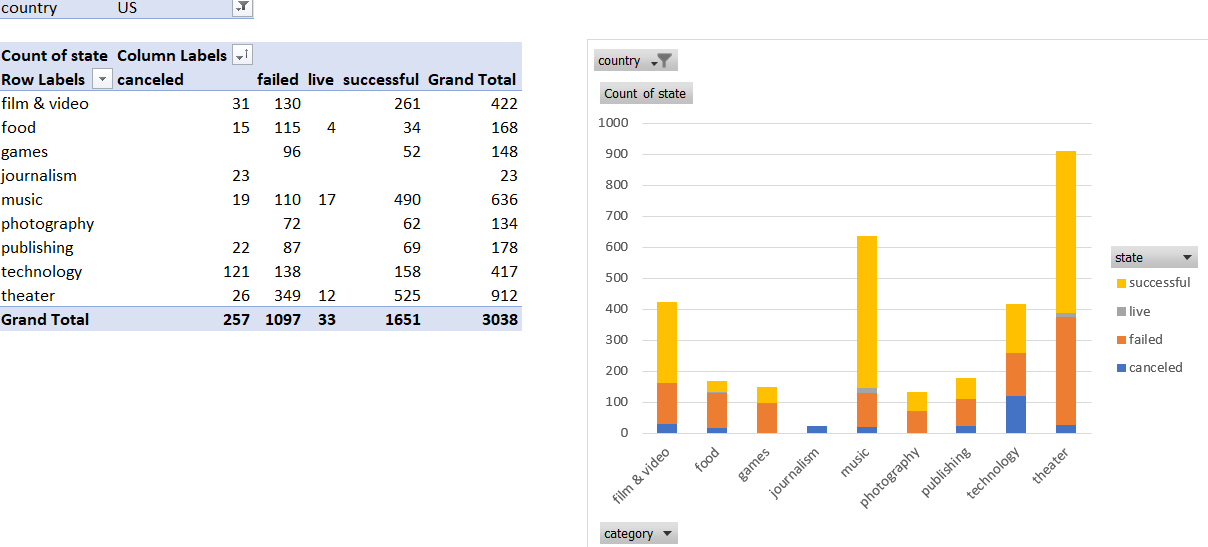 country US
Count of state Column Labels
Row Labels canceled failed live successful Grand Total
film & video 31 130 261 422
food 15 115 4 34 168
games 96 52 148
journalism 23 23
music 19 110 17 490 636
photography 72 62 134
publishing 22 87 69 178
technology 121 138 158 417
theater 26 349 12 525 912
Grand Total 257 1097 33 1651 3038
country
Count of state
1000
900
800
700
600
500
400
300
200
100
0
film & video
food
games
journalism
music
photography
publishing
technology
theater
state
successful
live
failed
canceled
category